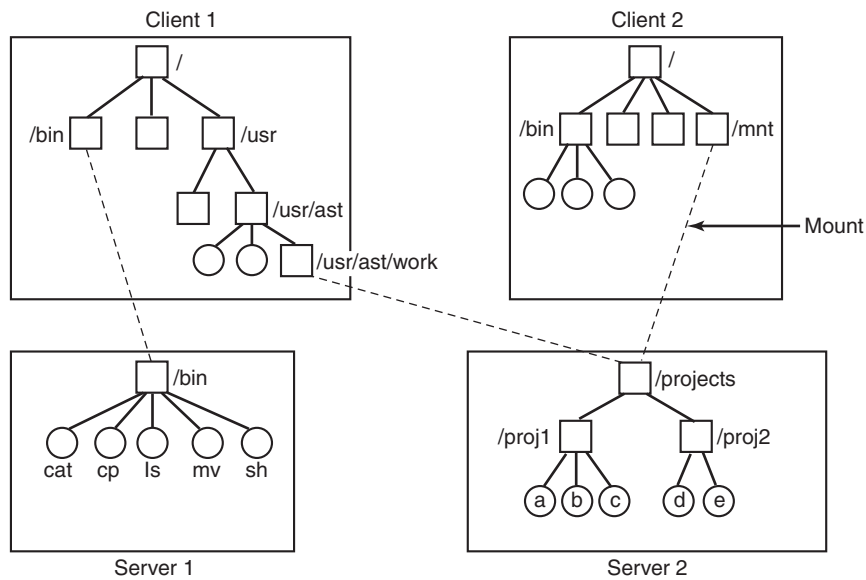 Client 1
Client 2
/
/
/bin
/usr
/bin
/mnt
/usr/ast
Mount
/usr/ast/work
/bin
/projects
/proj1
/proj2
cat
cp
ls
mv
sh
a
b
c
d
e
Server 1
Server 2